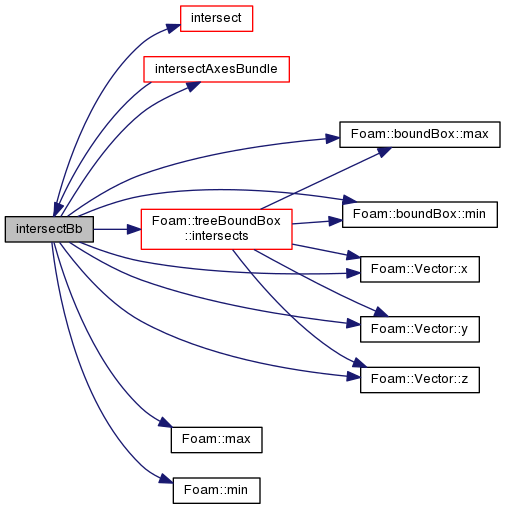 intersect
intersectAxesBundle
Foam::boundBox::max
Foam::boundBox::min
intersectBb
Foam::treeBoundBox
::intersects
Foam::Vector::x
Foam::Vector::y
Foam::Vector::z
Foam::max
Foam::min